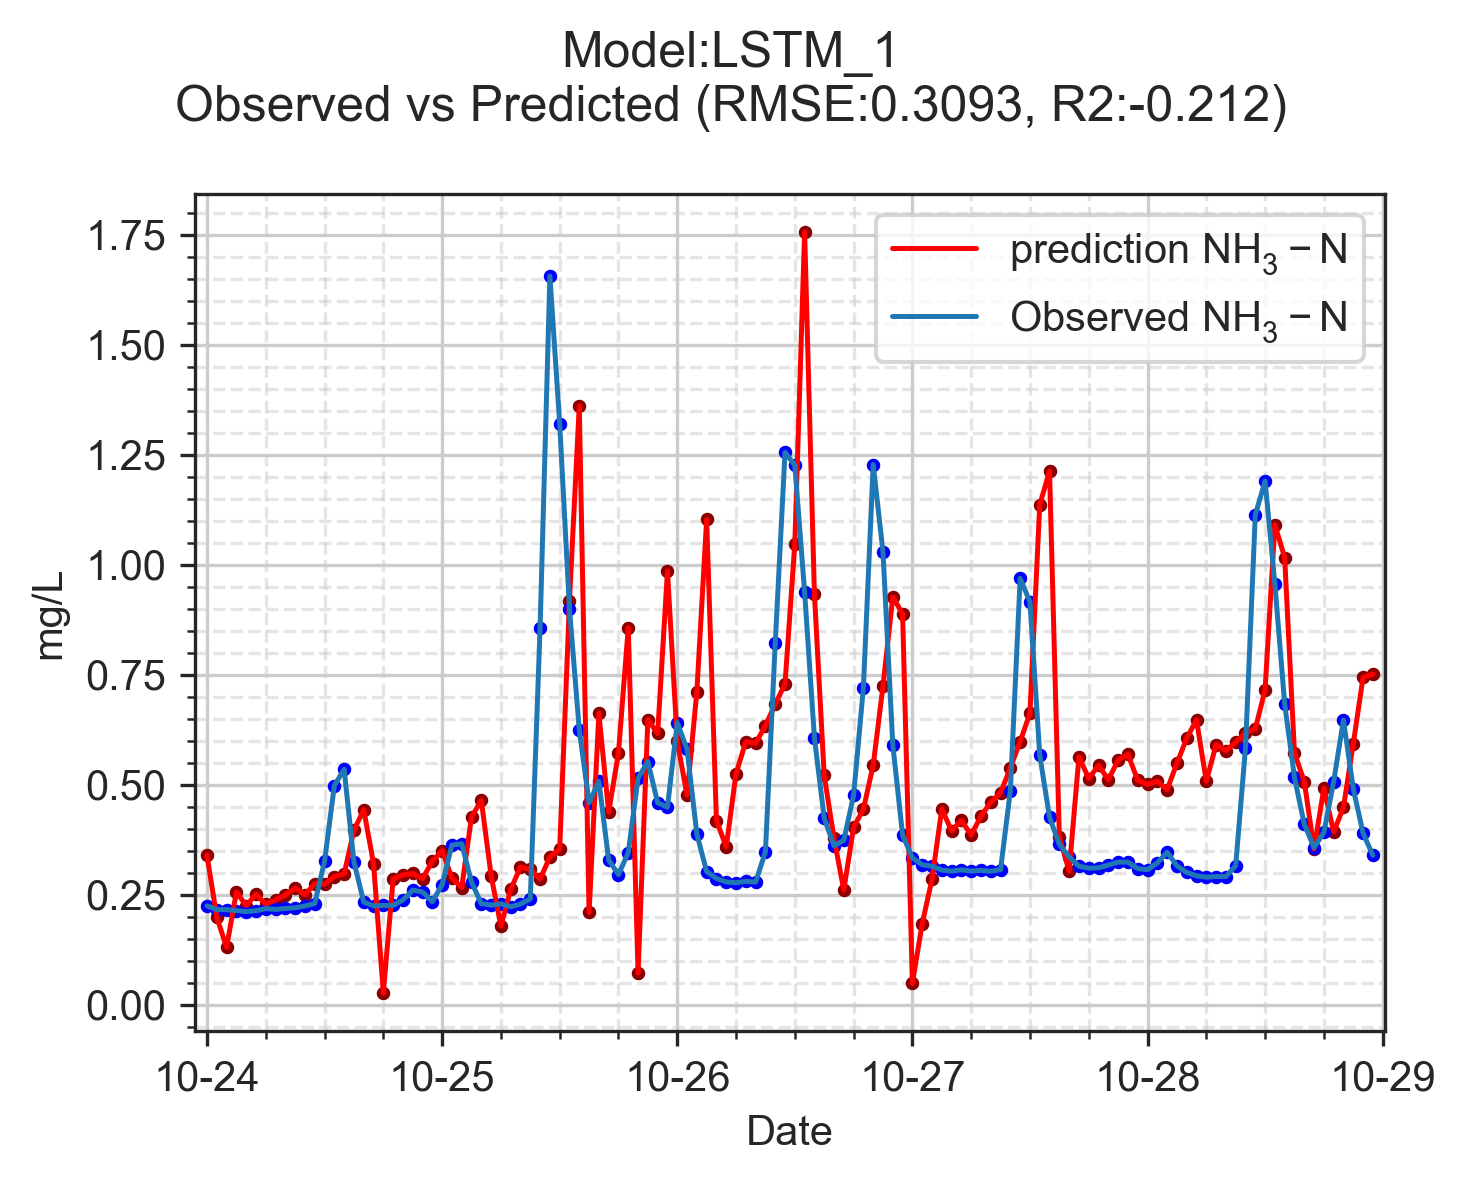 Model:LSTM_1
Observed vs Predicted (RMSE:0.3093, R2:-0.212)
prediction NH₃ − N
Observed NH₃ − N
1.75
1.50
1.25
1.00
0.75
0.50
0.25
0.00
mg/L
10-24 10-25 10-26 10-27 10-28 10-29
Date